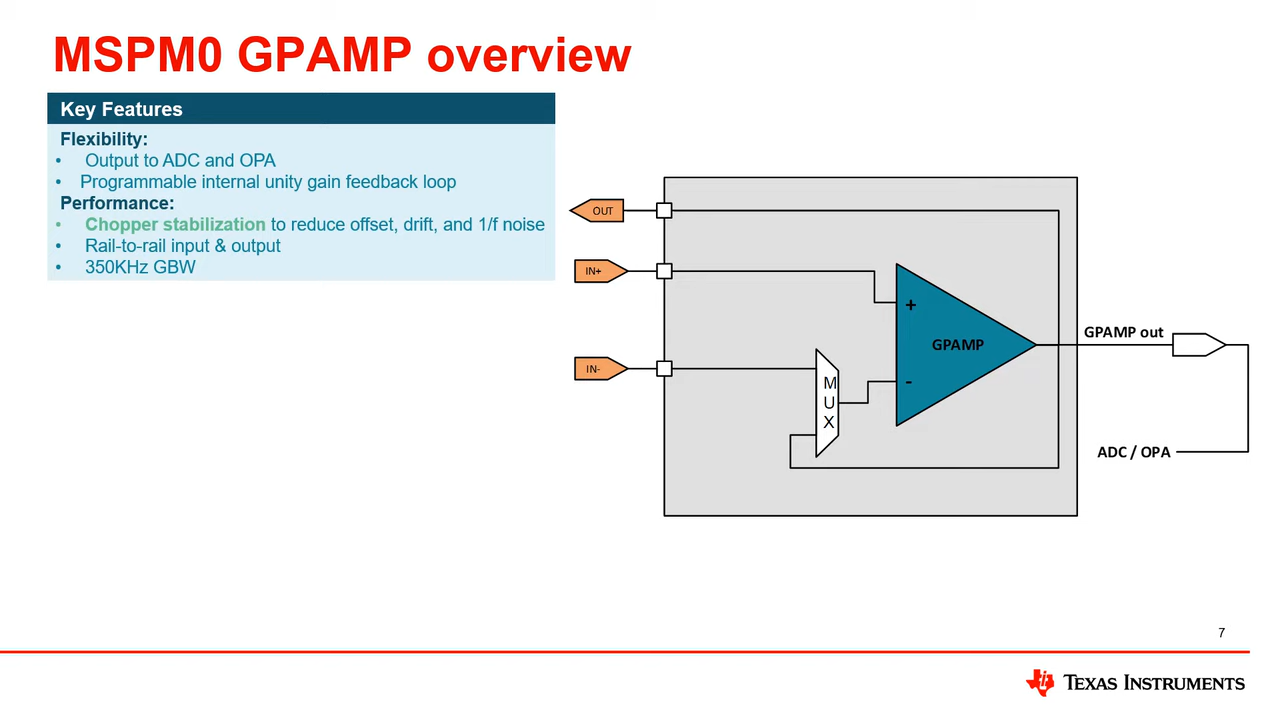 MSPM0 GPAMP overview
Key Features
Flexibility:
• Output to ADC and OPA
• Programmable internal unity gain feedback loop
Performance:
• Chopper stabilization to reduce offset, drift, and 1/f noise
• Rail-to-rail input & output
• 350KHz GBW
OUT
IN+
IN-
M
U
X
+
-
GPAMP
GPAMP out
ADC / OPA
7
TEXAS INSTRUMENTS